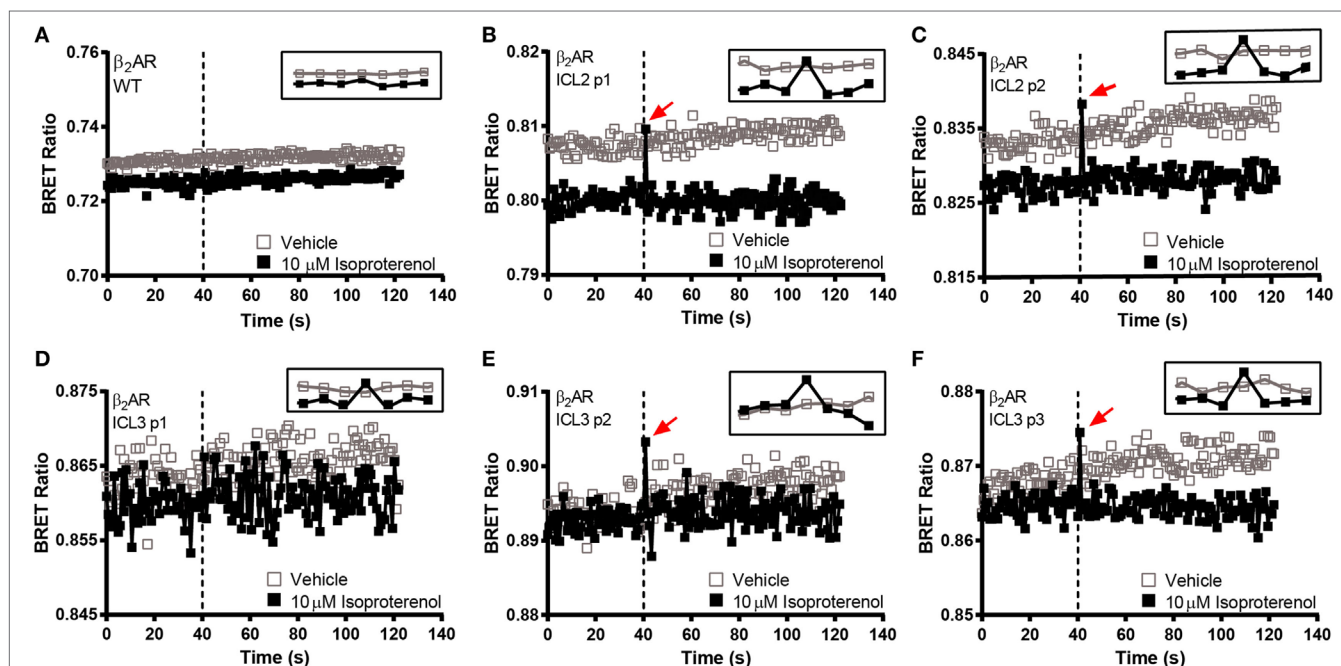 A
0.76
0.74
0.72
0.70
BRET Ratio
β2AR
WT
Vehicle
10 μM Isoproterenol
0 20 40 60 80 100 120 140
Time (s)
B
0.82
0.81
0.80
0.79
BRET Ratio
β2AR
ICL2 p1
Vehicle
10 μM Isoproterenol
0 20 40 60 80 100 120 140
Time (s)
C
0.845
0.835
0.825
0.815
BRET Ratio
β2AR
ICL2 p2
Vehicle
10 μM Isoproterenol
0 20 40 60 80 100 120 140
Time (s)
D
0.875
0.865
0.855
0.845
BRET Ratio
β2AR
ICL3 p1
Vehicle
10 μM Isoproterenol
0 20 40 60 80 100 120 140
Time (s)
E
0.91
0.90
0.89
0.88
BRET Ratio
β2AR
ICL3 p2
Vehicle
10 μM Isoproterenol
0 20 40 60 80 100 120 140
Time (s)
F
0.88
0.87
0.86
0.85
BRET Ratio
β2AR
ICL3 p3
Vehicle
10 μM Isoproterenol
0 20 40 60 80 100 120 140
Time (s)